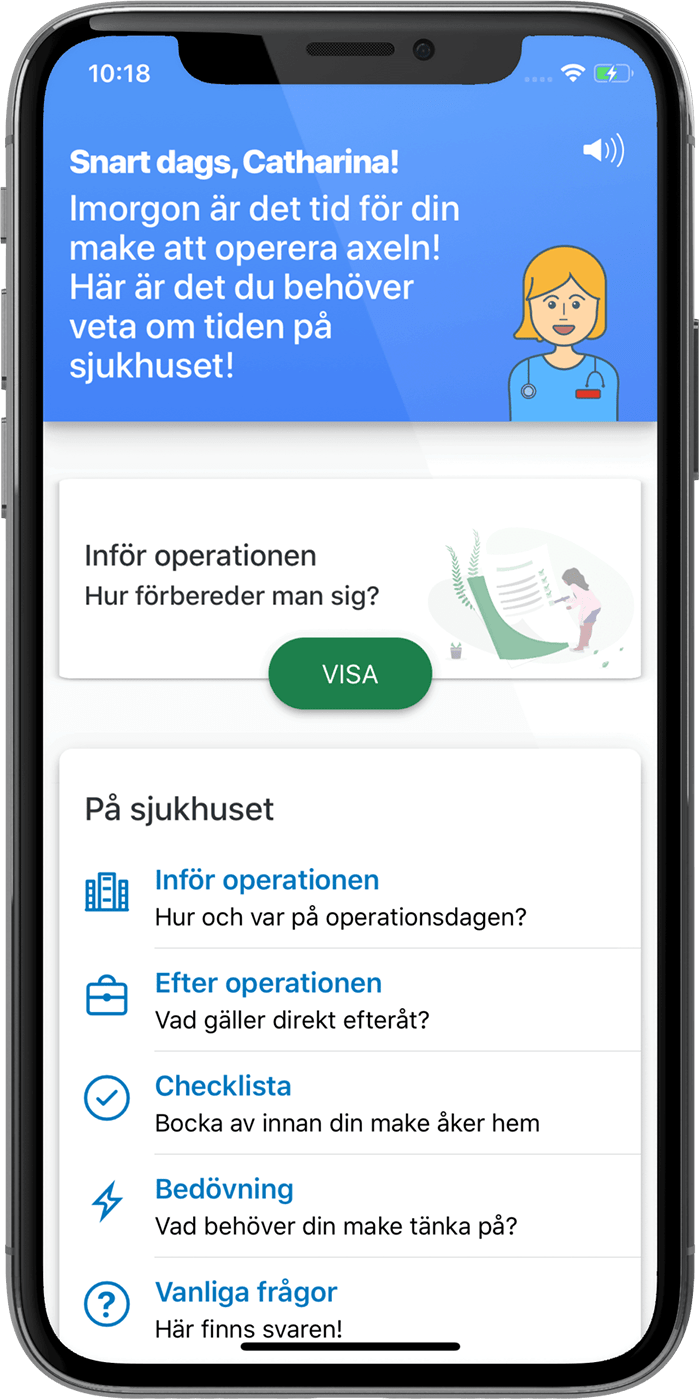 10:18
Snart dags, Catharina!
Imorgon är det tid för din
make att operera axeln!
Här är det du behöver
veta om tiden på
sjukhuset!
Inför operationen
Hur förbereder man sig?
VISA
På sjukhuset
Inför operationen
Hur och var på operationsdagen?
Efter operationen
Vad gäller direkt efteråt?
Checklista
Bocka av innan din make åker hem
Bedövning
Vad behöver din make tänka på?
Vanliga frågor
Här finns svaren!